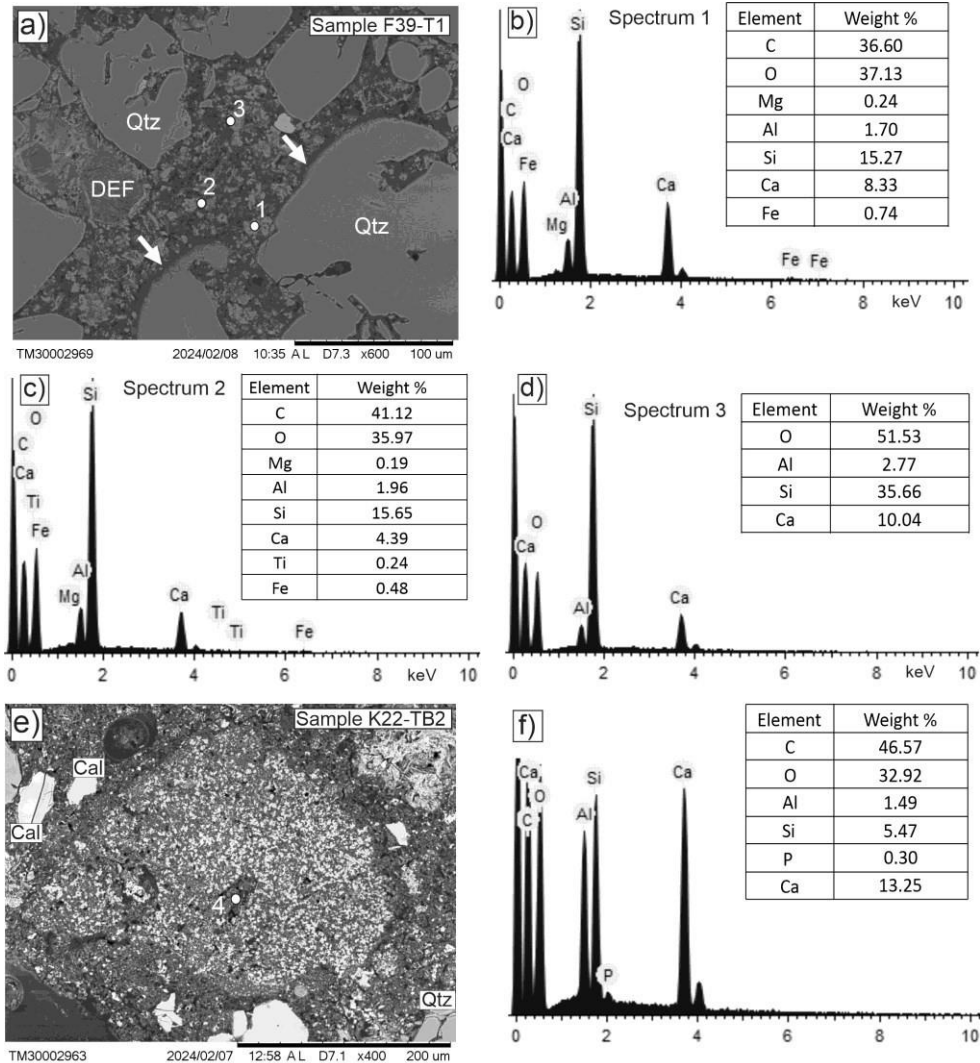 a)
Sample F39-T1
Qtz
3
DEF
2
1
Qtz
TM30002969 2024/02/08 10:35 A L D7.3 x600 100 um
b) Spectrum 1
Si
O
C
Ca
Fe
Al
Mg
Ca
Fe Fe
0 2 4 6 8 10
keV
Element Weight %
C 36.60
O 37.13
Mg 0.24
Al 1.70
Si 15.27
Ca 8.33
Fe 0.74
c) Spectrum 2
Si
O
C
Ca
Ti
Fe
Al
Mg
Ca
Ti
Ti
Fe
0 2 4 6 8 10
keV
Element Weight %
C 41.12
O 35.97
Mg 0.19
Al 1.96
Si 15.65
Ca 4.39
Ti 0.24
Fe 0.48
d) Spectrum 3
Si
O
Ca
Al
Ca
0 2 4 6 8 10
keV
Element Weight %
O 51.53
Al 2.77
Si 35.66
Ca 10.04
e)
Sample K22-TB2
Cal
Cal
4
Qtz
TM30002963 2024/02/07 12:58 A L D7.1 x400 200 um
f)
Ca
O
C
Si
Al
P
Ca
0 2 4 6 8 10
keV
Element Weight %
C 46.57
O 32.92
Al 1.49
Si 5.47
P 0.30
Ca 13.25